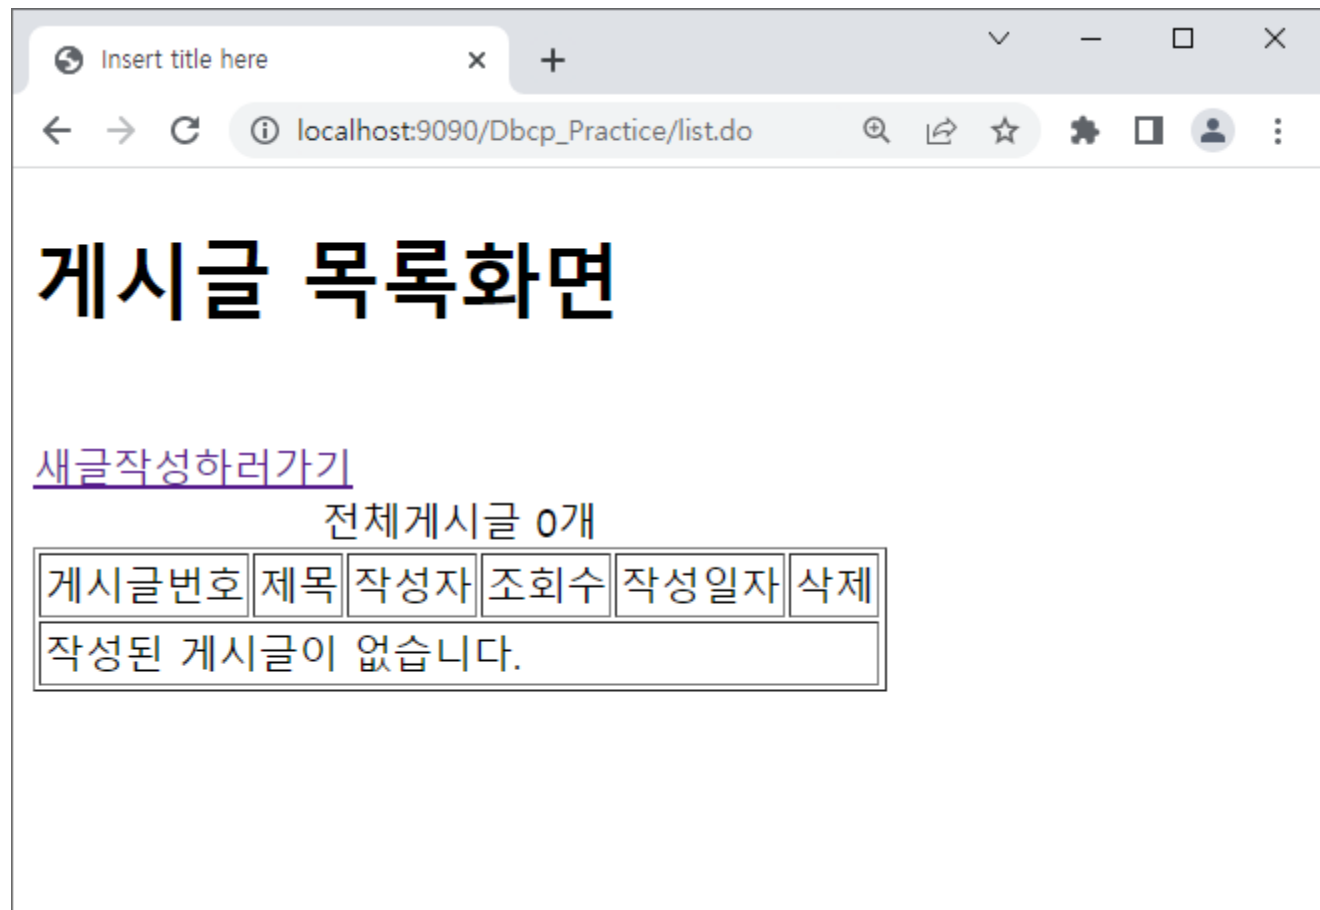 Insert title here
localhost:9090/Dbcp_Practice/list.do
게시글 목록화면
새글작성하러가기
전체게시글 0개
게시글번호 제목 작성자 조회수 작성일자 삭제
작성된 게시글이 없습니다.